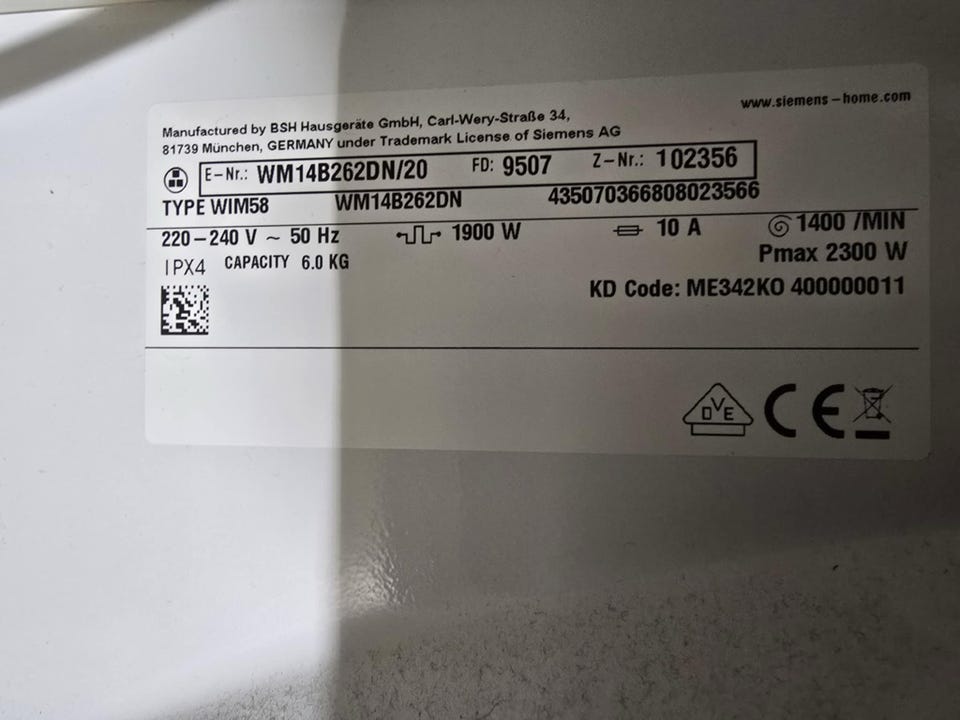 www.siemens-home.com
Manufactured by BSH Hausgeräte GmbH, Carl-Wery-Straße 34,
81739 München, GERMANY under Trademark License of Siemens AG
E-Nr.: WM14B262DN/20 FD: 9507 Z-Nr.: 102356
TYPE WIM58 WM14B262DN 435070366808023566
220-240 V ~ 50 Hz 1900 W 10 A 1400 /MIN
IPX4 CAPACITY 6.0 KG Pmax 2300 W
KD Code: ME342KO 400000011
DVE CE